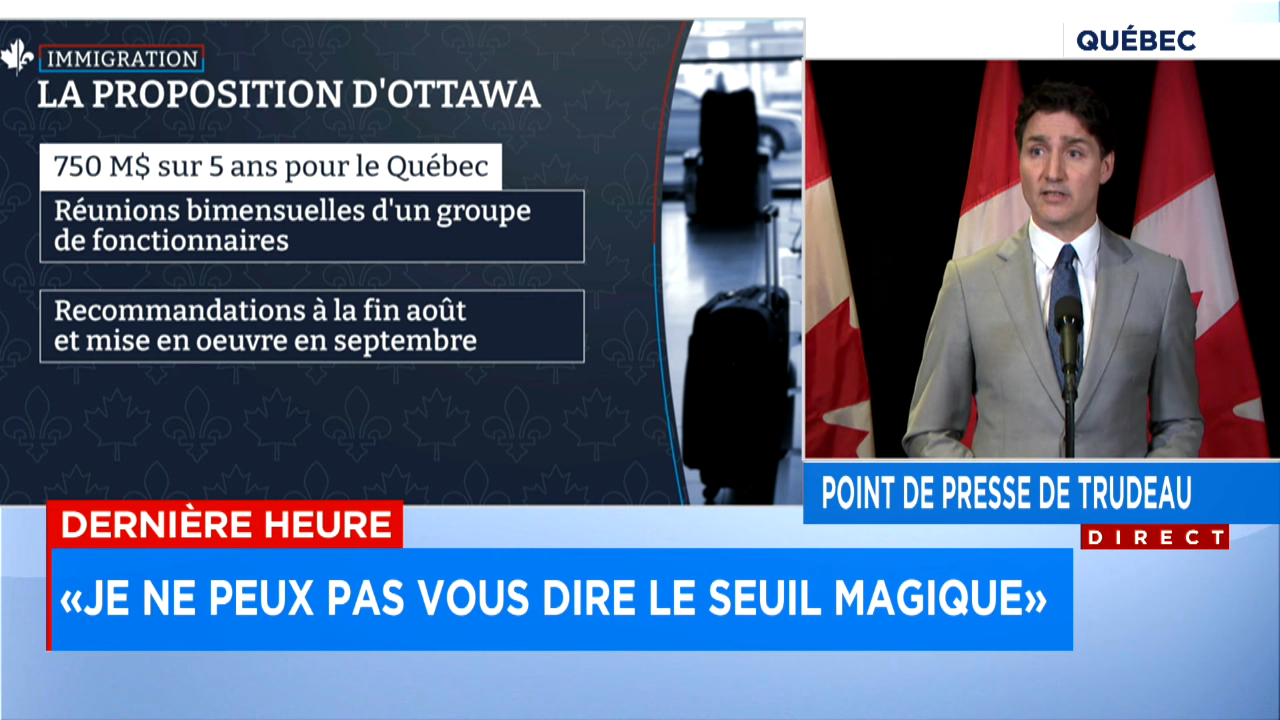 IMMIGRATION
LA PROPOSITION D'OTTAWA
750 M$ sur 5 ans pour le Québec
Réunions bimensuelles d'un groupe
de fonctionnaires
Recommandations à la fin août
et mise en oeuvre en septembre
QUÉBEC
POINT DE PRESSE DE TRUDEAU
DIRECT
DERNIÈRE HEURE
«JE NE PEUX PAS VOUS DIRE LE SEUIL MAGIQUE»